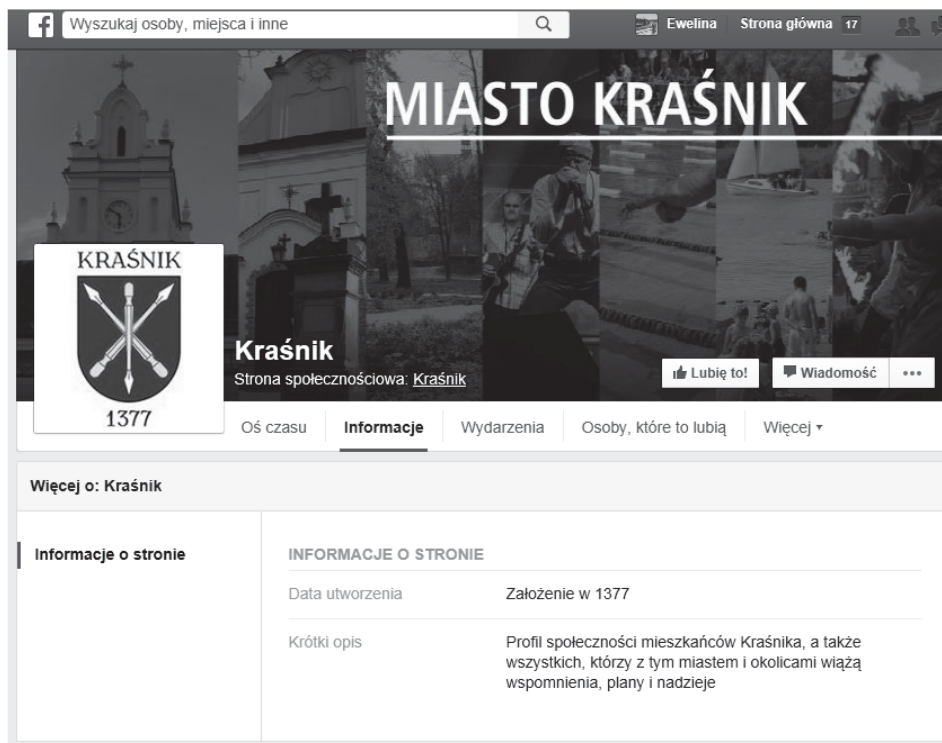 Wyszukaj osoby, miejsca i inne
Ewelina Strona główna 17
MIASTO KRAŚNIK
KRAŚNIK
1377
Kraśnik
Strona społecznościowa: Kraśnik
Lubię to! Wiadomość ...
Oś czasu Informacje Wydarzenia Osoby, które to lubią Więcej
Więcej o: Kraśnik
Informacje o stronie
INFORMACJE O STRONIE
Data utworzenia Założenie w 1377
Krótki opis Profil społeczności mieszkańców Kraśnika, a także
wszystkich, którzy z tym miastem i okolicami wiążą
wspomnienia, plany i nadzieje